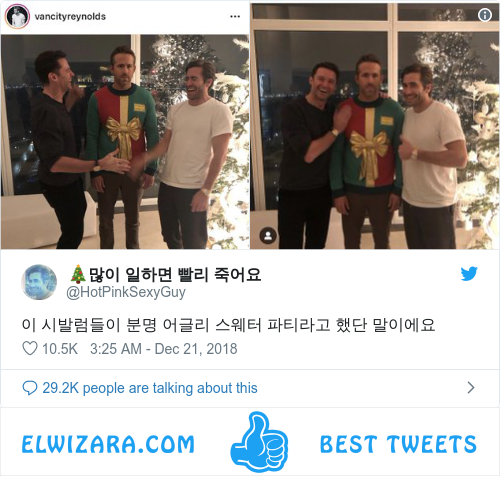 vancityreynolds
🎄많이 일하면 빨리 죽어요
@HotPinkSexyGuy
이 시발럼들이 분명 어글리 스웨터 파티라고 했단 말이에요
10.5K 3:25 AM - Dec 21, 2018
29.2K people are talking about this
ELWIZARA.COM BEST TWEETS